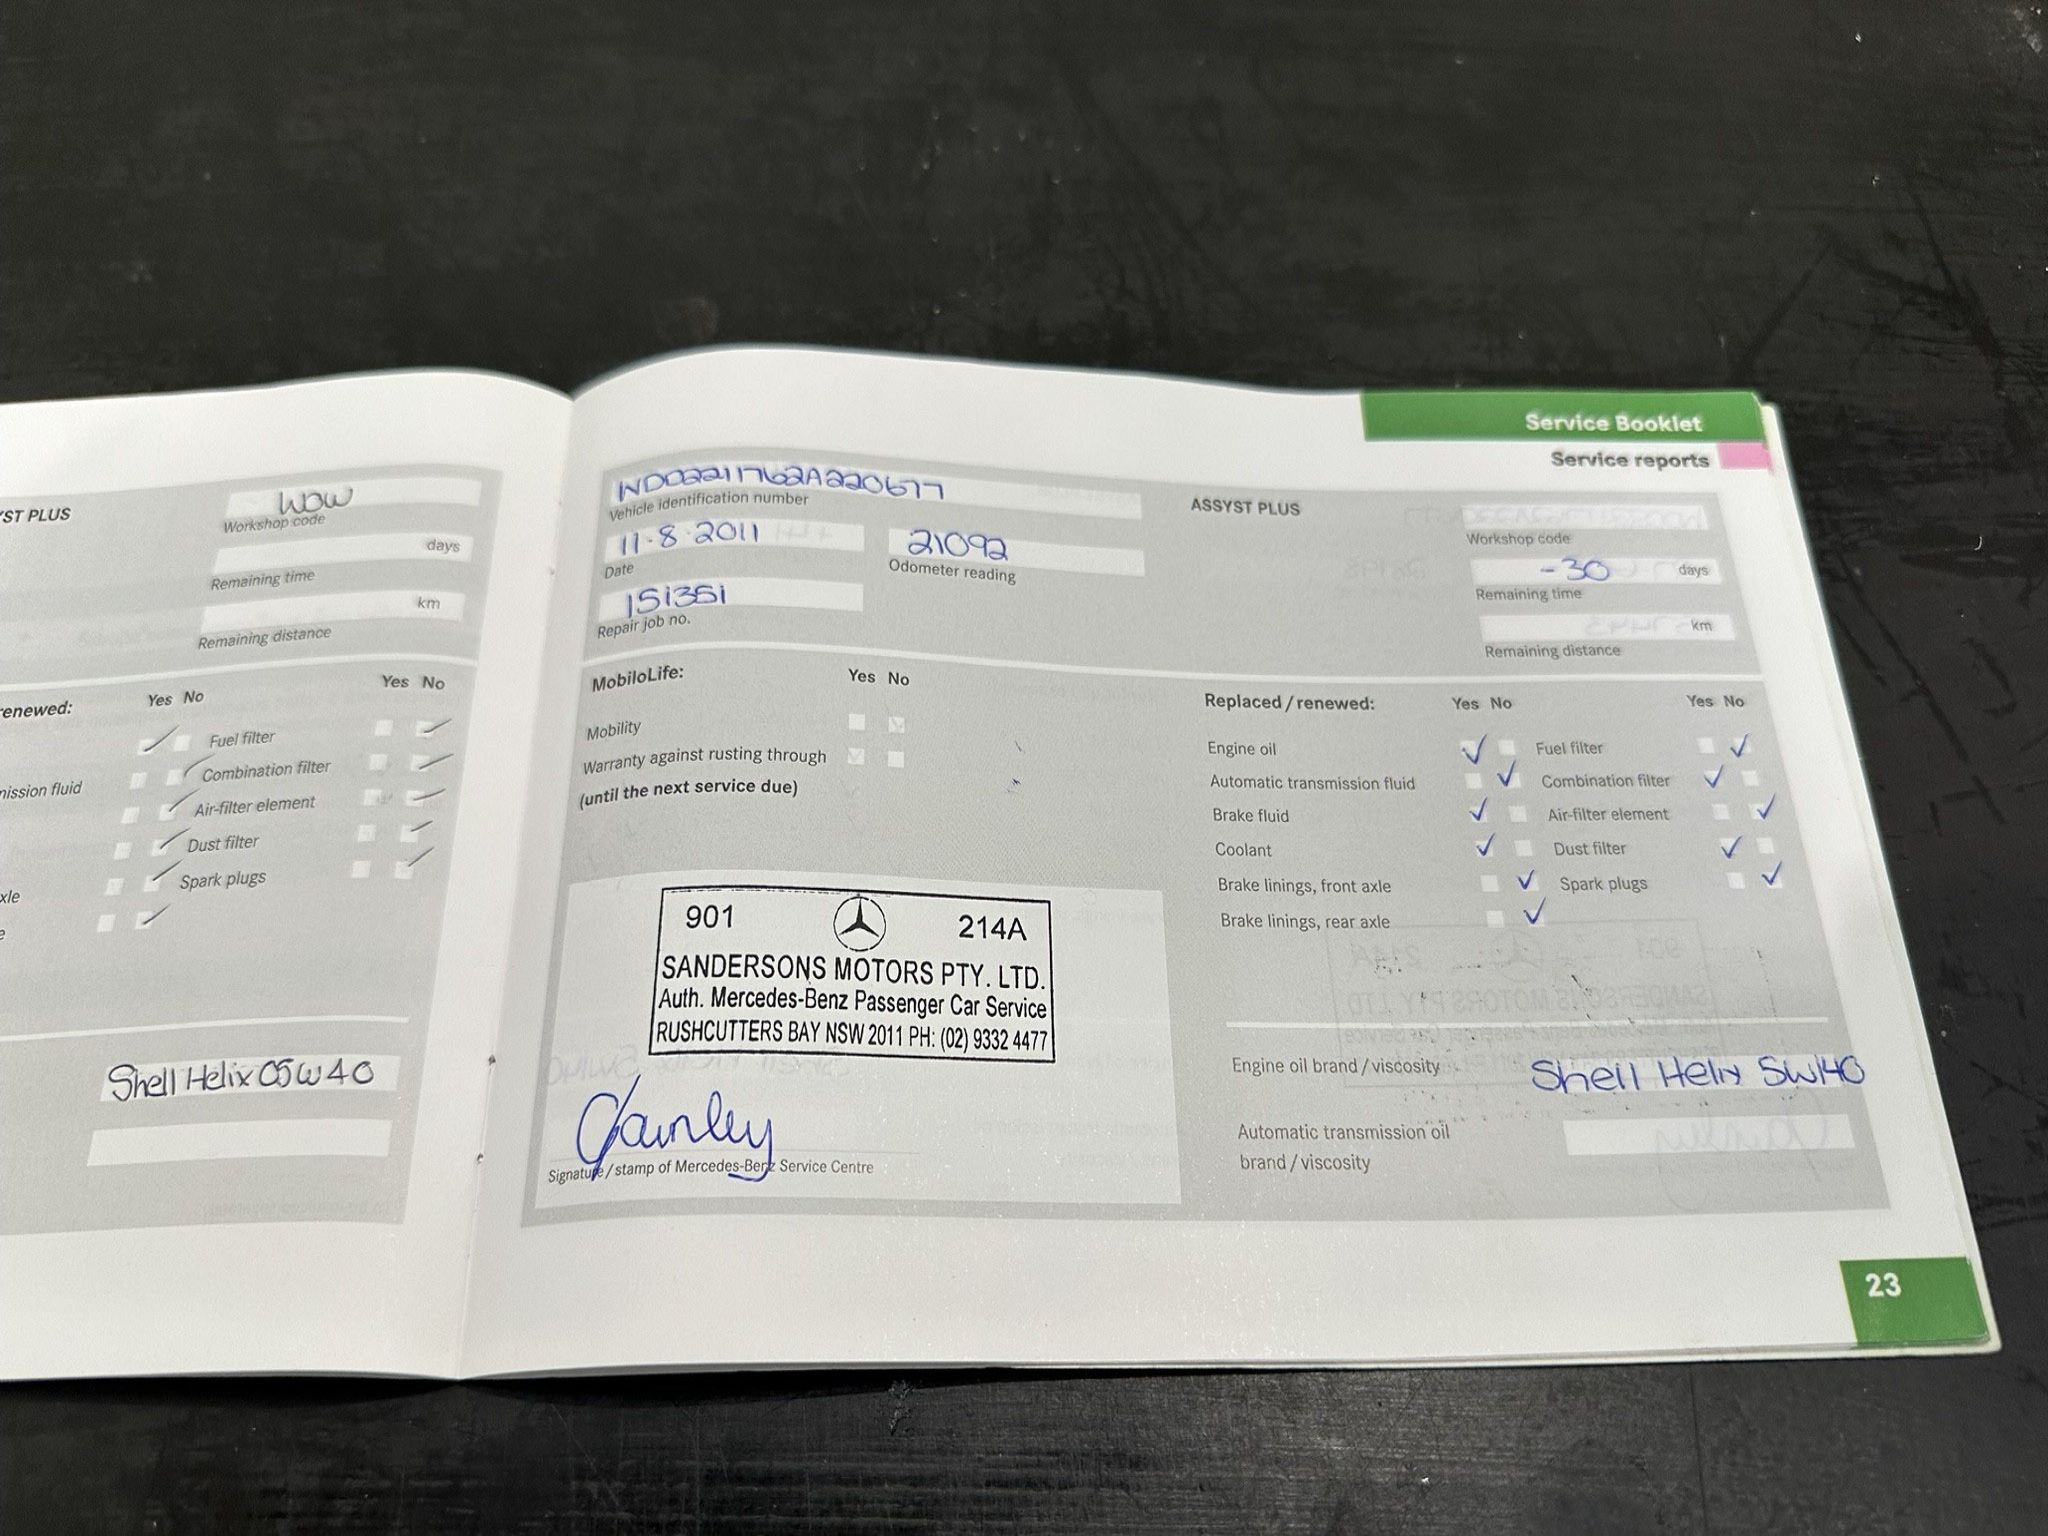 YST PLUS
WOW
Workshop code
days
Remaining time
km
Remaining distance
enewed:
Yes No
Yes No
Fuel filter
mission fluid
Combination filter
Air-filter element
Dust filter
xle
Spark plugs
e
Shell Helix 05W40
Service Booklet
Service reports
WDD2211762A220677
Vehicle identification number
11-8-2011
Date
21092
Odometer reading
151351
Repair job no.
ASSYST PLUS
Workshop code
-30 days
Remaining time
km
Remaining distance
MobiloLife:
Yes No
Mobility
Warranty against rusting through
(until the next service due)
901
214A
SANDERSONS MOTORS PTY. LTD.
Auth. Mercedes-Benz Passenger Car Service
RUSHCUTTERS BAY NSW 2011 PH: (02) 9332 4477
Signature/stamp of Mercedes-Benz Service Centre
Replaced/renewed:
Yes No
Yes No
Engine oil
Fuel filter
Automatic transmission fluid
Combination filter
Brake fluid
Air-filter element
Coolant
Dust filter
Brake linings, front axle
Spark plugs
Brake linings, rear axle
Engine oil brand/viscosity
Shell Helix 5W/40
Automatic transmission oil
brand/viscosity
23